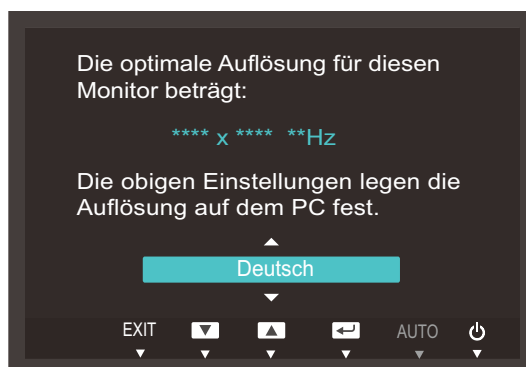 Die optimale Auflösung für diesen
Monitor beträgt:
**** x **** **Hz
Die obigen Einstellungen legen die
Auflösung auf dem PC fest.
Deutsch
EXIT AUTO